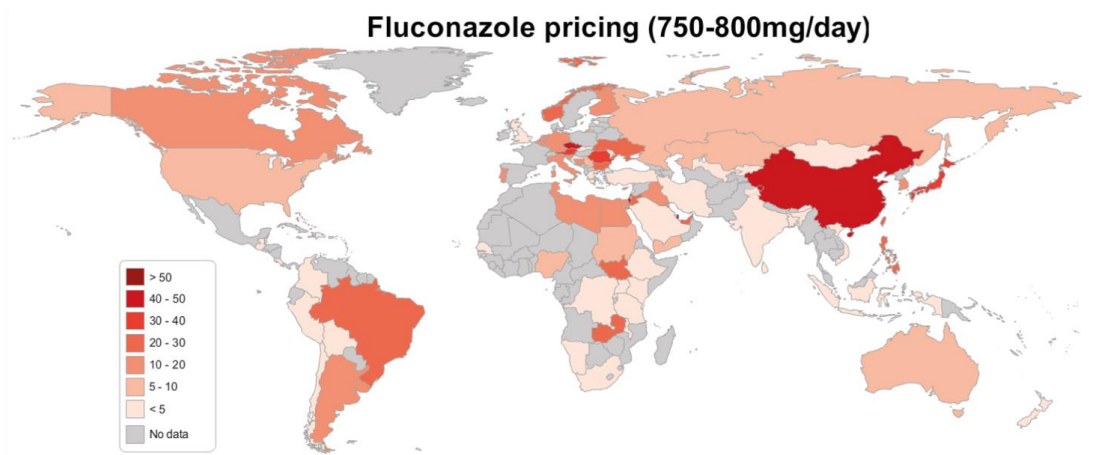 Fluconazole pricing (750-800mg/day)
> 50
40 - 50
30 - 40
20 - 30
10 - 20
5 - 10
< 5
No data